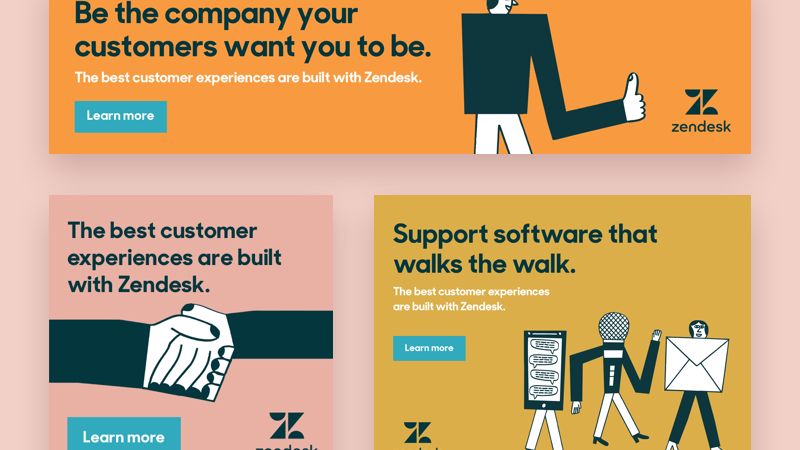 Be the company your
customers want you to be.
The best customer experiences are built with Zendesk.
Learn more
zendesk
The best customer
experiences are built
with Zendesk.
Learn more
zendesk
Support software that
walks the walk.
The best customer experiences
are built with Zendesk.
Learn more